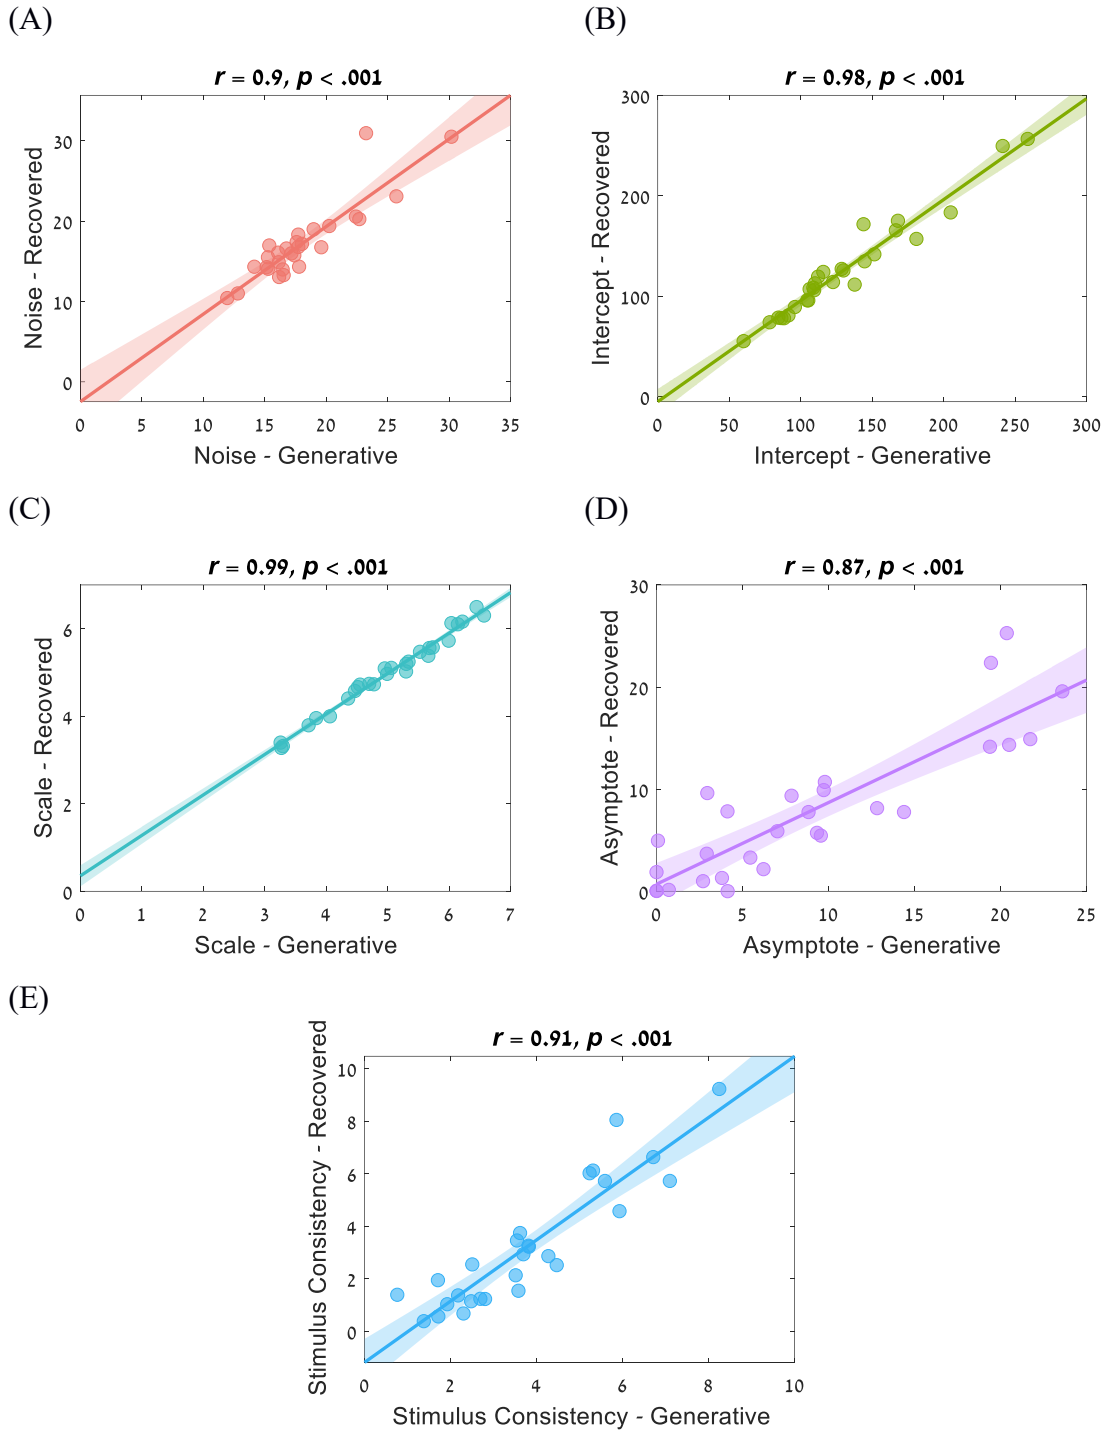 (A)
r = 0.9, p < .001
Noise - Recovered
30
20
10
0
0 5 10 15 20 25 30 35
Noise - Generative
(B)
r = 0.98, p < .001
Intercept - Recovered
300
200
100
0
0 50 100 150 200 250 300
Intercept - Generative
(C)
r = 0.99, p < .001
Scale - Recovered
6
4
2
0
0 1 2 3 4 5 6 7
Scale - Generative
(D)
r = 0.87, p < .001
Asymptote - Recovered
30
20
10
0
0 5 10 15 20 25
Asymptote - Generative
(E)
r = 0.91, p < .001
Stimulus Consistency - Recovered
10
8
6
4
2
0
0 2 4 6 8 10
Stimulus Consistency - Generative